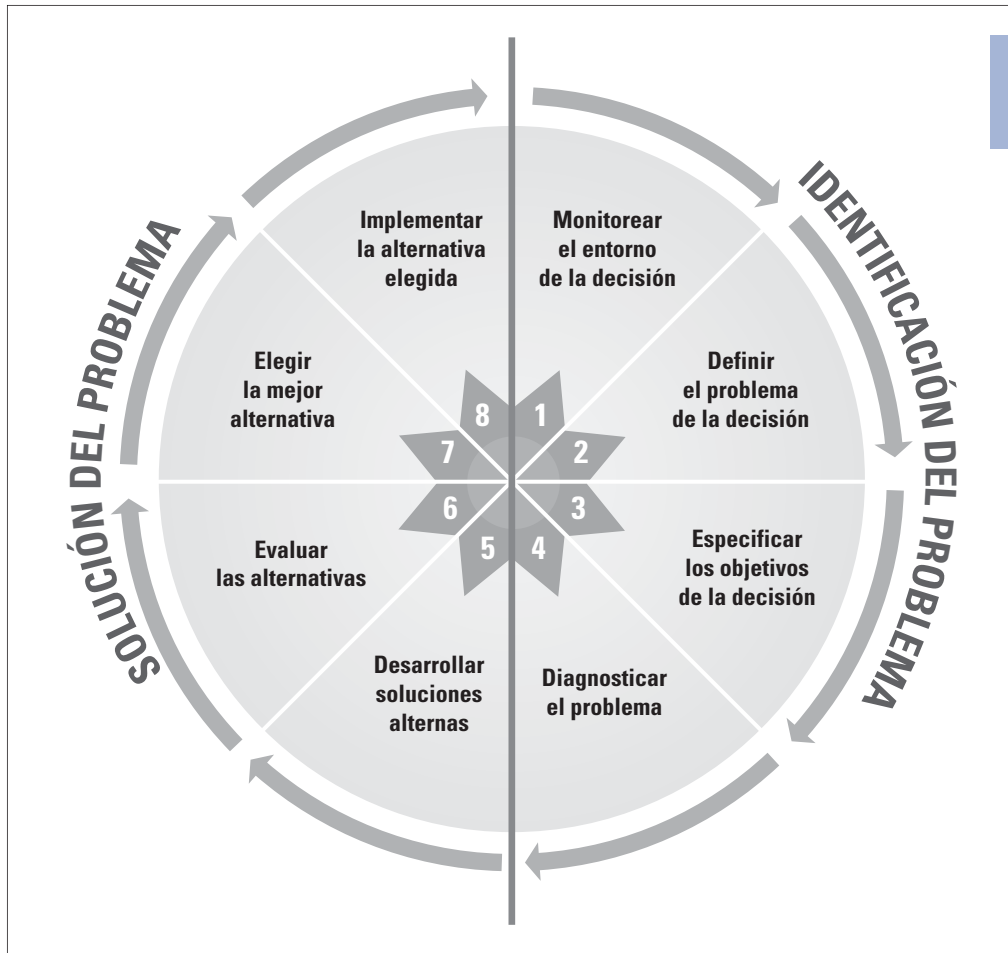 IDENTIFICACIÓN DEL PROBLEMA
SOLUCIÓN DEL PROBLEMA
1
Monitorear
el entorno
de la decisión
2
Definir
el problema
de la decisión
3
Especificar
los objetivos
de la decisión
4
Diagnosticar
el problema
5
Desarrollar
soluciones
alternas
6
Evaluar
las alternativas
7
Elegir
la mejor
alternativa
8
Implementar
la alternativa
elegida